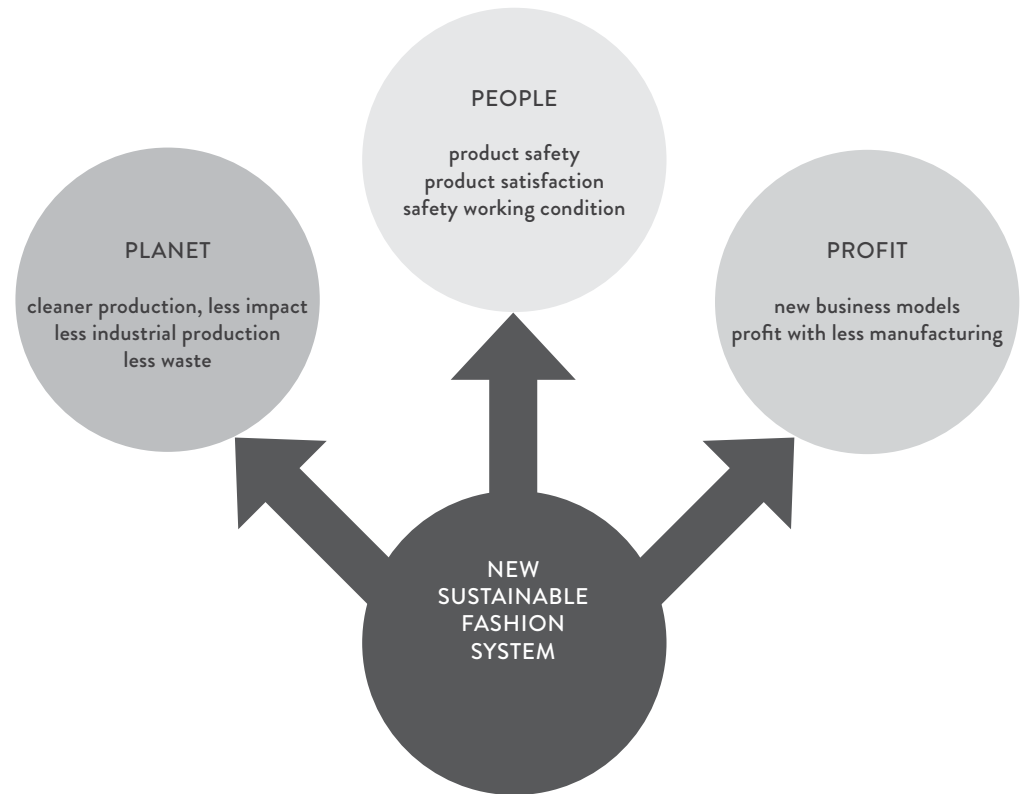 PEOPLE
product safety
product satisfaction
safety working condition
PLANET
cleaner production, less impact
less industrial production
less waste
PROFIT
new business models
profit with less manufacturing
NEW
SUSTAINABLE
FASHION
SYSTEM